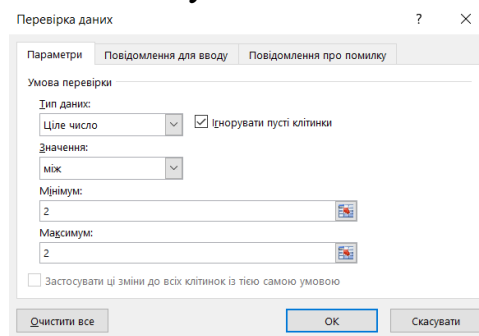 Перевірка даних ? ×
Параметри Повідомлення для вводу Повідомлення про помилку
Умова перевірки
Тип даних:
Ціле число Ігнорувати пусті клітинки
Значення:
між
Мінімум:
2
Максимум:
2
Застосувати ці зміни до всіх клітинок із тією самою умовою
Очистити все ОК Скасувати